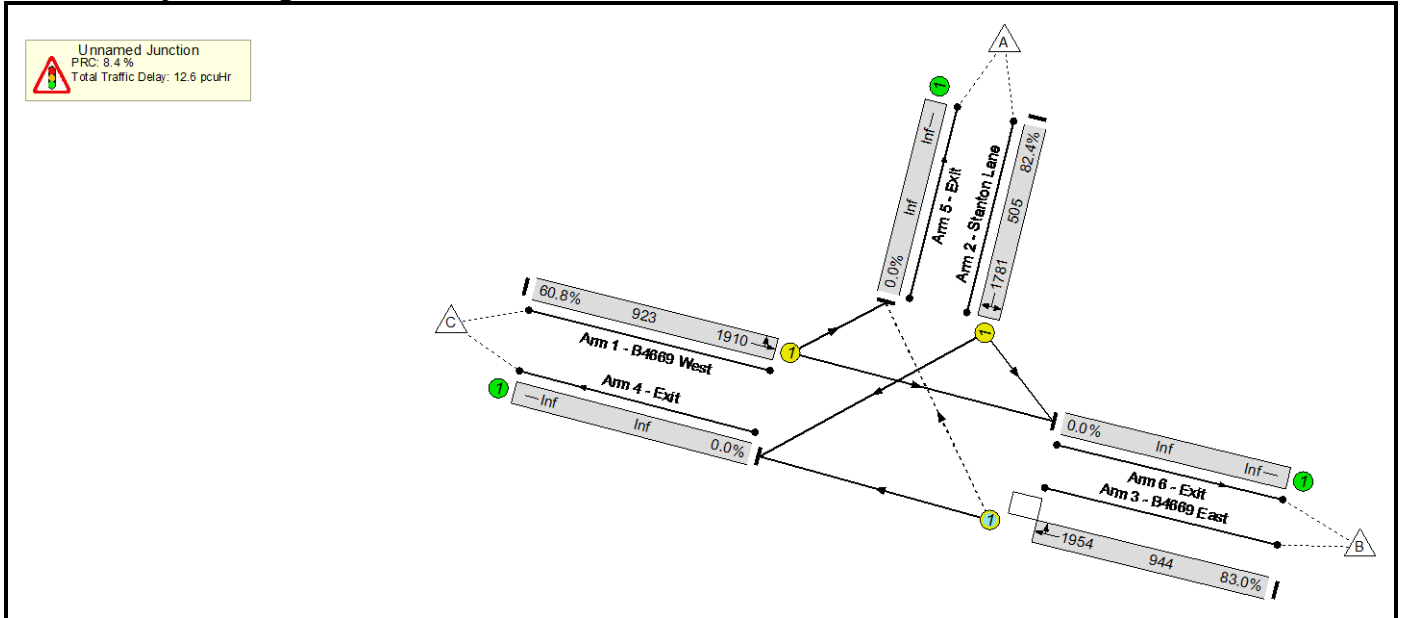 Unnamed Junction
PRC: 8.4 %
Total Traffic Delay: 12.6 pcuHr
A
1
Inf
Inf
0.0%
Arm 5 - Exit
Arm 2 - Stanton Lane
82.4%
505
1781
1
C
60.8%
923
1910
1
Arm 1 - B4669 West
Arm 4 - Exit
1
Inf
Inf
0.0%
0.0%
Inf
Inf
1
Arm 6 - Exit
Arm 3 - B4669 East
1
1954
944
83.0%
B